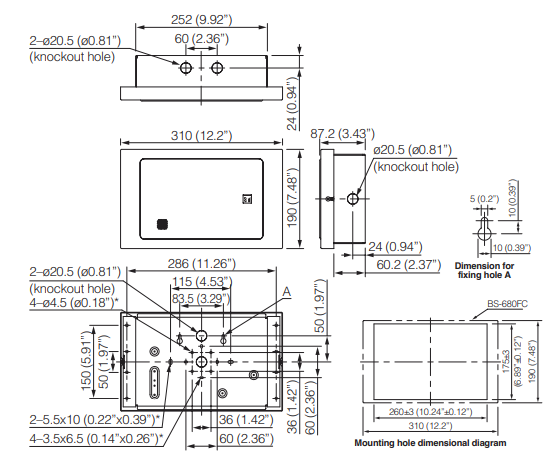 252 (9.92")
2–ø20.5 (ø0.81")
(knockout hole)
60 (2.36")
24 (0.94")
310 (12.2")
190 (7.48")
87.2 (3.43")
ø20.5 (ø0.81")
(knockout hole)
24 (0.94")
60.2 (2.37")
5 (0.2")
10 (0.39")
10 (0.39")
Dimension for
fixing hole A
286 (11.26")
2–ø20.5 (ø0.81")
(knockout hole)
4–ø4.5 (ø0.18")*
115 (4.53")
83.5 (3.29")
A
50 (1.97")
150 (5.91")
50 (1.97")
2–5.5x10 (0.22"x0.39")*
4–3.5x6.5 (0.14"x0.26")*
36 (1.42")
60 (2.36")
36 (1.42")
60 (2.36")
BS-680FC
175±3
(6.89"±0.12")
190 (7.48")
260±3 (10.24"±0.12")
310 (12.2")
Mounting hole dimensional diagram